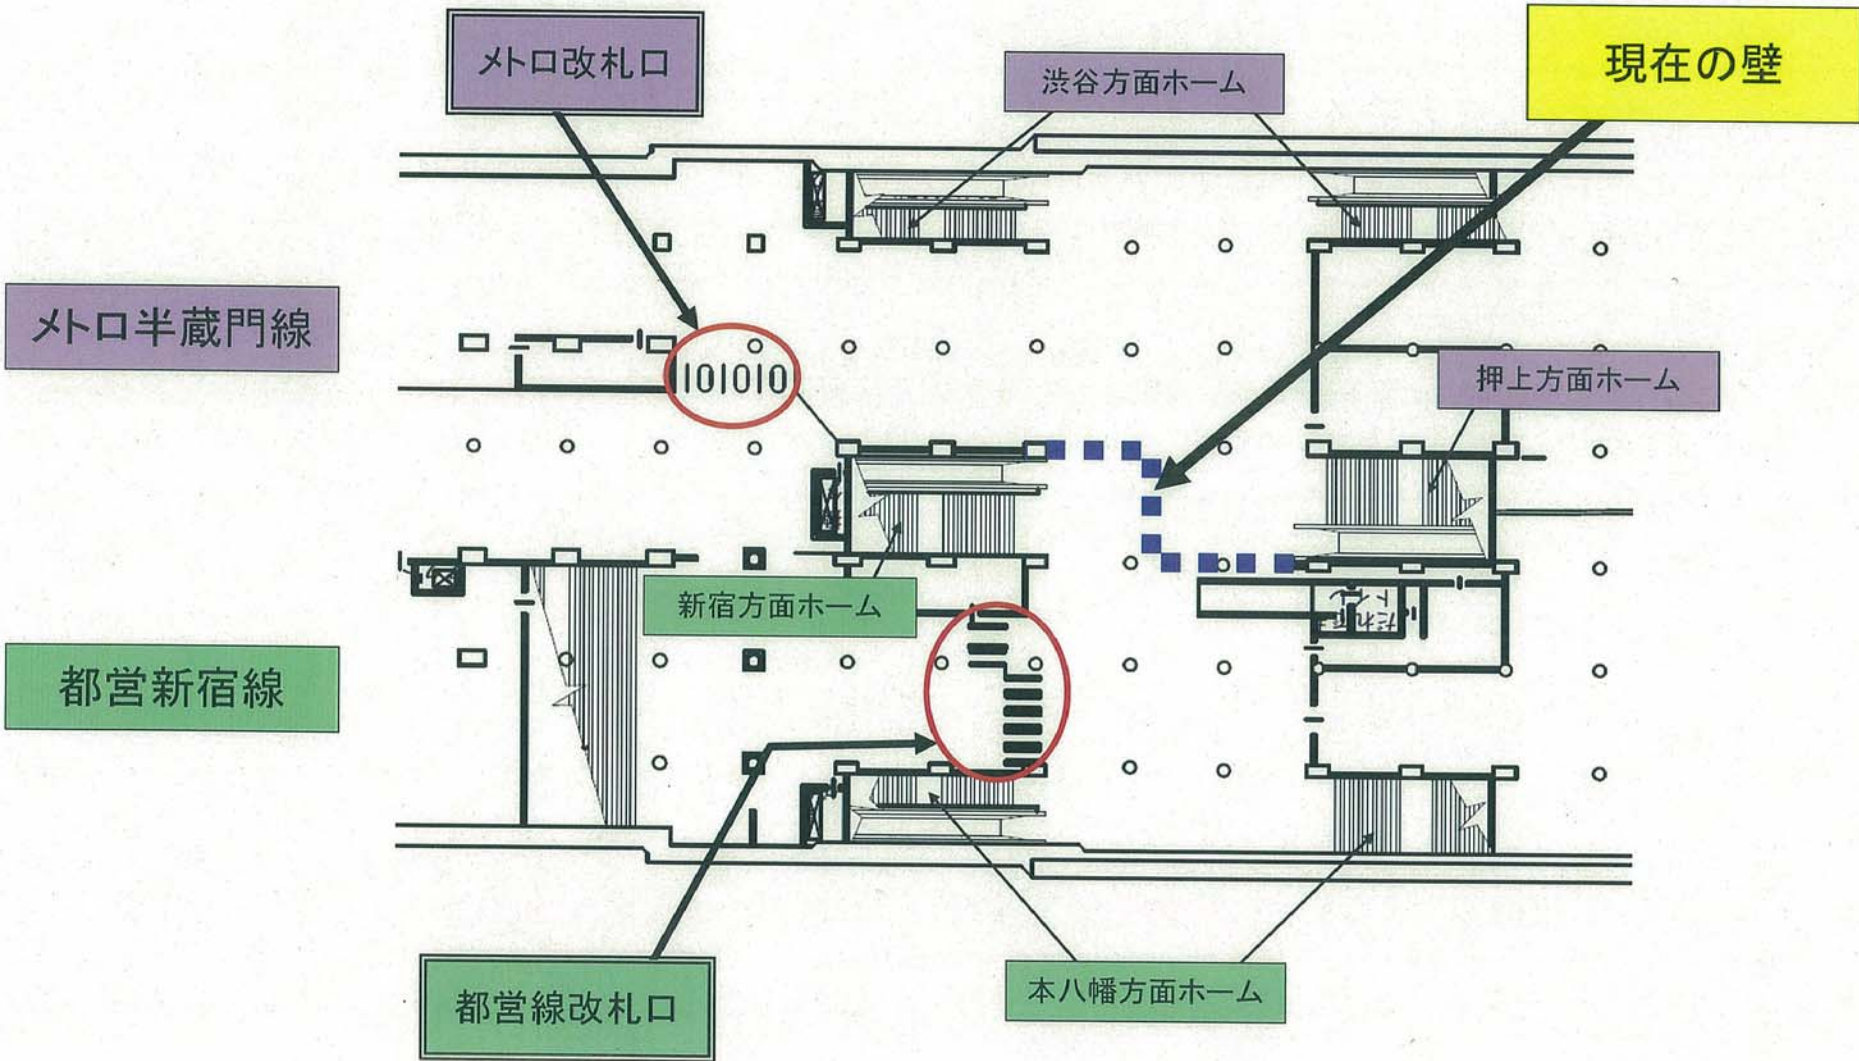 メトロ改札口
渋谷方面ホーム
現在の壁
メトロ半蔵門線
押上方面ホーム
新宿方面ホーム
都営新宿線
都営線改札口
本八幡方面ホーム